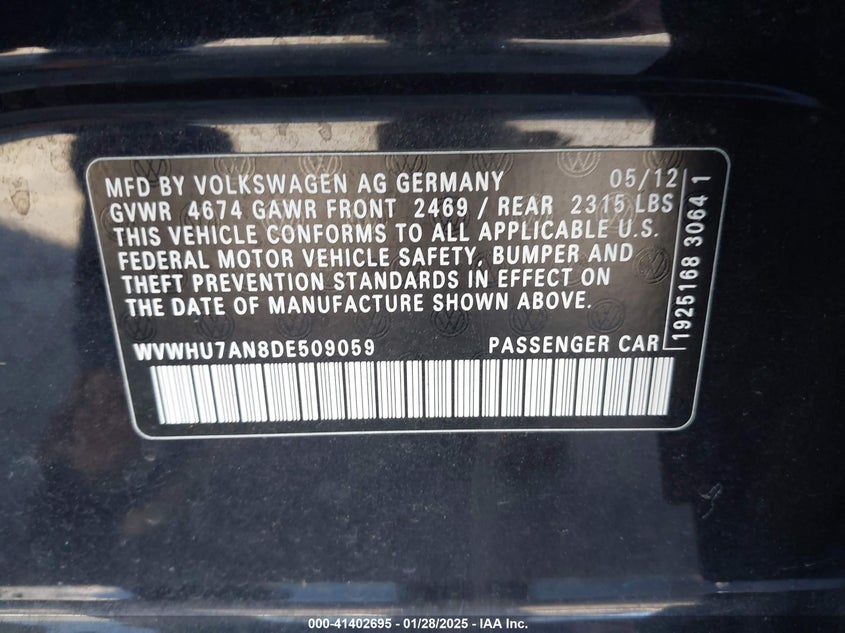 MFD BY VOLKSWAGEN AG GERMANY 05/12
GVWR 4674 GAWR FRONT 2469 / REAR 2315 LBS
THIS VEHICLE CONFORMS TO ALL APPLICABLE U.S.
FEDERAL MOTOR VEHICLE SAFETY, BUMPER AND
THEFT PREVENTION STANDARDS IN EFFECT ON
THE DATE OF MANUFACTURE SHOWN ABOVE.
WVWHU7AN8DE509059 PASSENGER CAR
1925168 3064 1
000-41402695 - 01/28/2025 - IAA Inc.